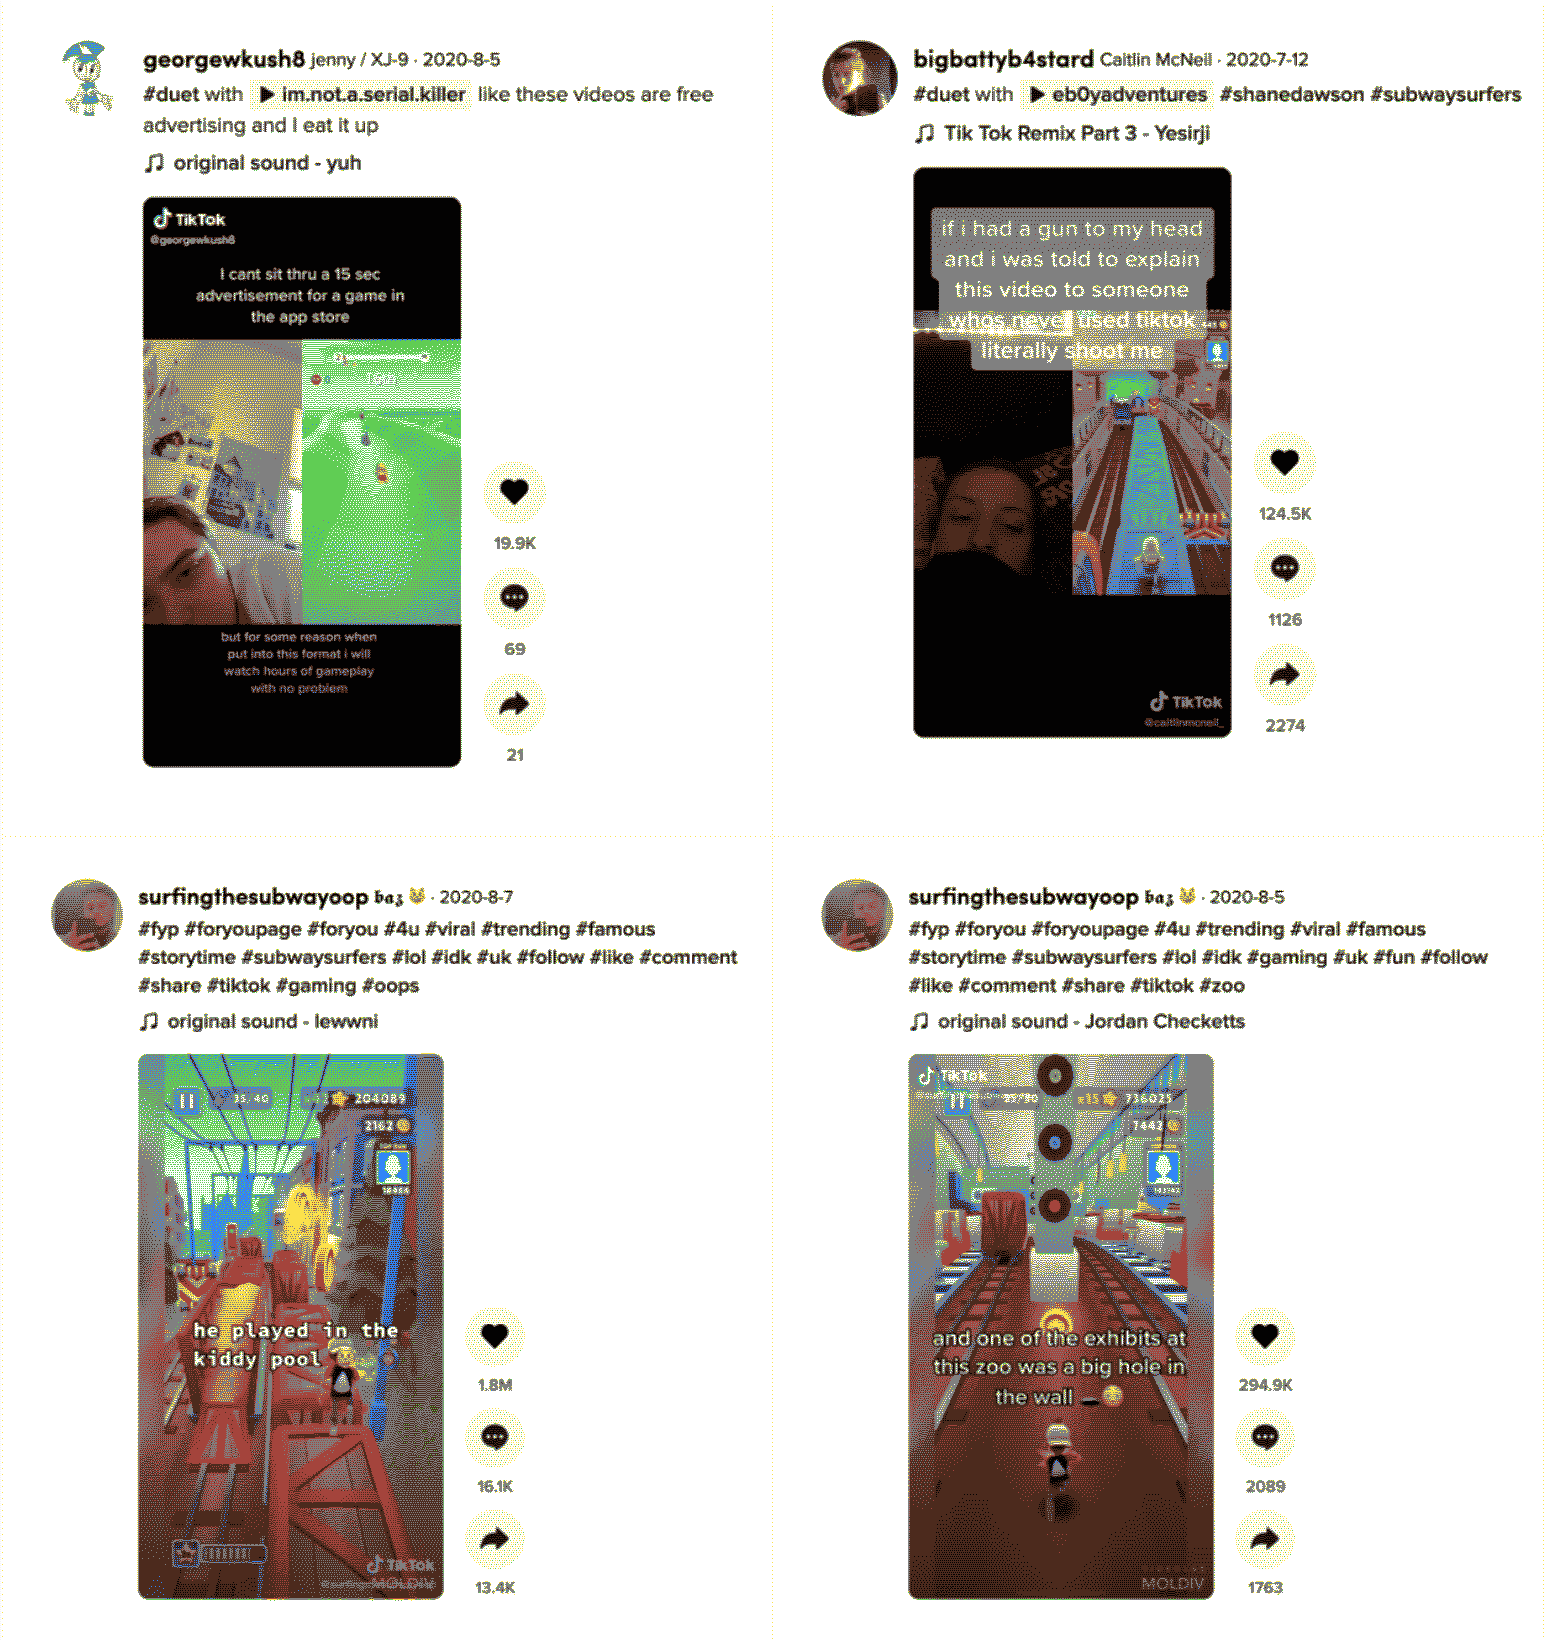 georgewkush8 jenny / XJ-9 · 2020-8-5
#duet with ▶ im.not.a.serial.killer like these videos are free
advertising and I eat it up
♫ original sound - yuh
TikTok
@georgewkush8
I cant sit thru a 15 sec
advertisement for a game in
the app store
but for some reason when
put into this format i will
watch hours of gameplay
with no problem
19.9K
69
21
bigbattyb4stard Caitlin McNeil · 2020-7-12
#duet with ▶ eb0yadventures #shanedawson #subwaysurfers
♫ Tik Tok Remix Part 3 - Yesirji
if i had a gun to my head
and i was told to explain
this video to someone
whos never used tiktok
literally shoot me
TikTok
@caitlinmcneil_
124.5K
1126
2274
surfingthesubwayoop 𝖇𝖆𝖟 😼 · 2020-8-7
#fyp #foryoupage #foryou #4u #viral #trending #famous
#storytime #subwaysurfers #lol #idk #uk #follow #like #comment
#share #tiktok #gaming #oops
♫ original sound - lewwni
35/40
204089
2162
he played in the
kiddy pool
TikTok
MOLDIV
1.8M
16.1K
13.4K
surfingthesubwayoop 𝖇𝖆𝖟 😼 · 2020-8-5
#fyp #foryou #foryoupage #4u #trending #viral #famous
#storytime #subwaysurfers #lol #idk #gaming #uk #fun #follow
#like #comment #share #tiktok #zoo
♫ original sound - Jordan Checketts
TikTok
x15 736025
7443
and one of the exhibits at
this zoo was a big hole in
the wall
MOLDIV
294.9K
2089
1763